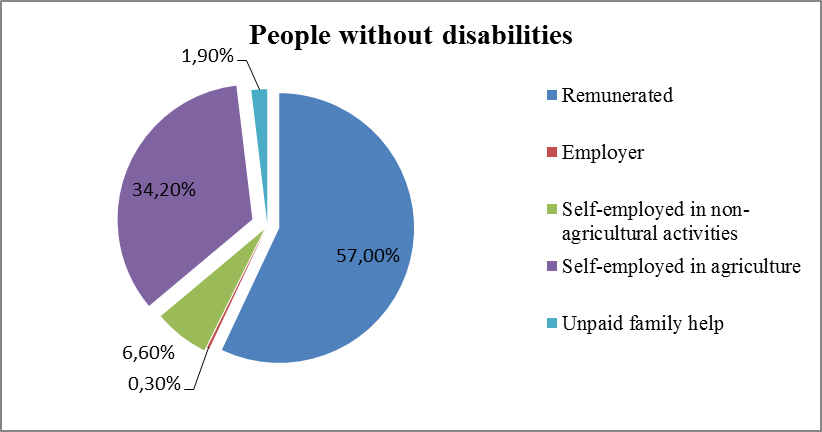 People without disabilities
1,90%
34,20%
57,00%
6,60%
0,30%
Remunerated
Employer
Self-employed in non-
agricultural activities
Self-employed in agriculture
Unpaid family help